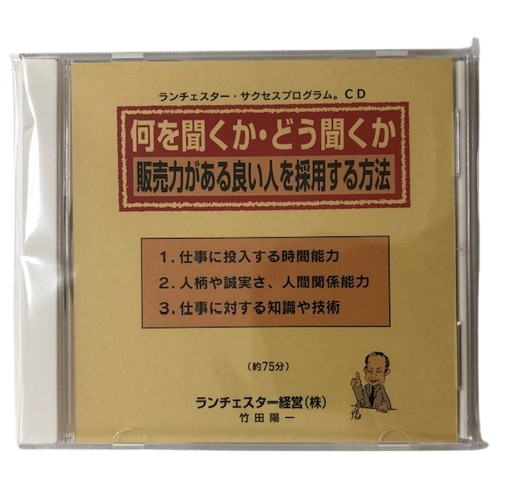 ランチェスター・サクセスプログラム。CD
何を聞くか・どう聞くか
販売力がある良い人を採用する方法
1. 仕事に投入する時間能力
2. 人柄や誠実さ、人間関係能力
3. 仕事に対する知識や技術
(約75分)
ランチェスター経営(株)
竹田陽一